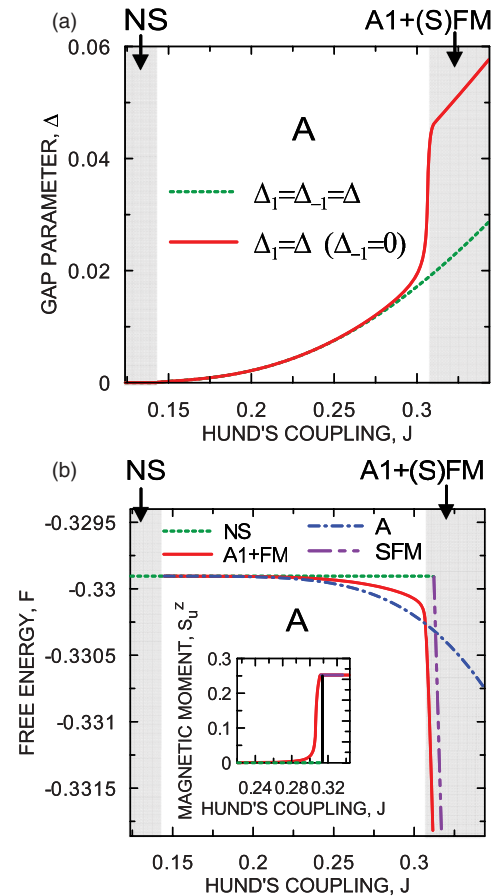 (a)
NS
A1+(S)FM
0.06
0.04
0.02
0
GAP PARAMETER, Δ
A
Δ₁=Δ₋₁=Δ
Δ₁=Δ (Δ₋₁=0)
0.15
0.2
0.25
0.3
HUND'S COUPLING, J
(b)
NS
A1+(S)FM
-0.3295
-0.33
-0.3305
-0.331
-0.3315
FREE ENERGY, F
NS
A
A1+FM
SFM
A
MAGNETIC MOMENT, Sᵤᶻ
0.3
0.2
0.1
0
0.24
0.28
0.32
HUND'S COUPLING, J
0.15
0.2
0.25
0.3
HUND'S COUPLING, J